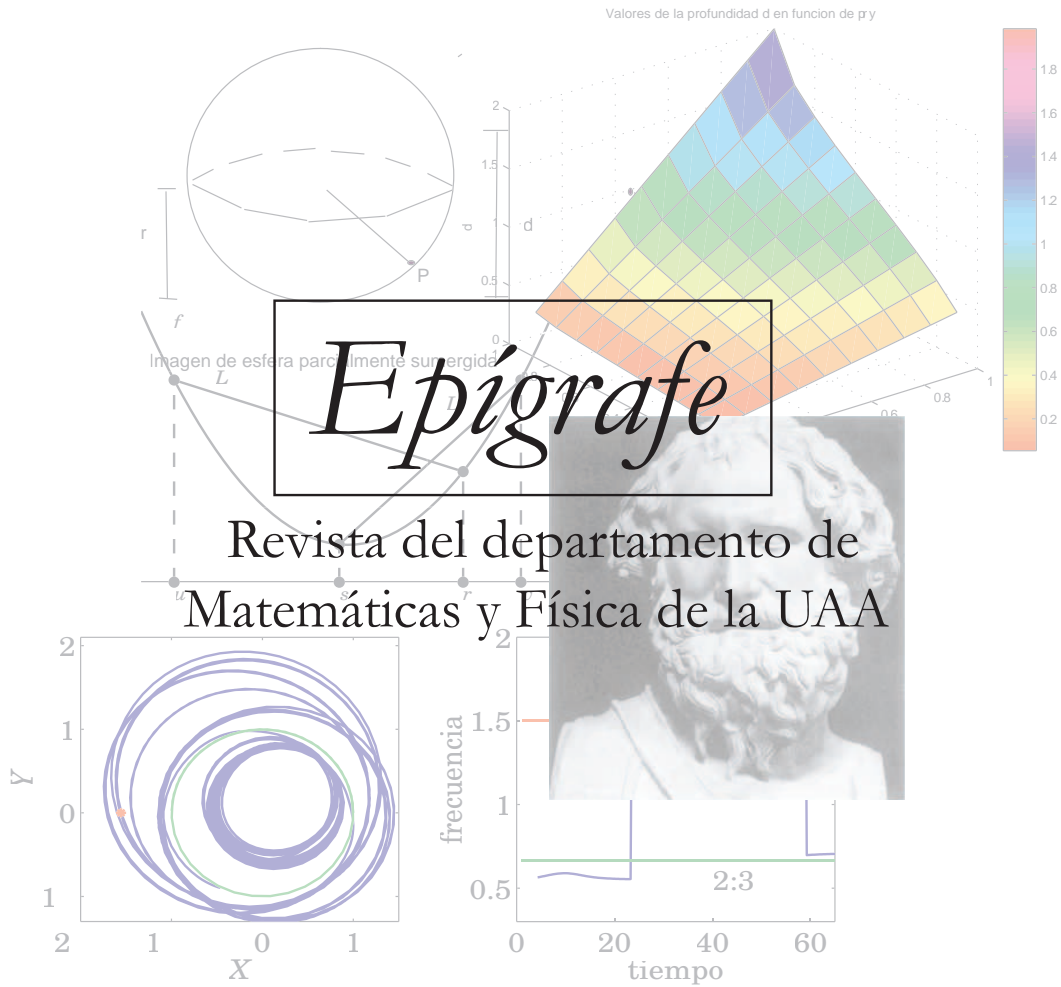 Valores de la profundidad d en funcion de p y
1.8
1.6
1.4
1.2
1
0.8
0.6
0.4
0.2
2
1.5
1
0.5
0
d
d
r
P
f
Imagen de esfera parcialmente sumergida
L
L
1
0.8
0.6
Epígrafe
Revista del departamento de
Matemáticas y Física de la UAA
u
s
r
2
1
0
1
Y
2
1
0
1
X
2
1.5
1
0.5
frecuencia
2:3
0
20
40
60
tiempo